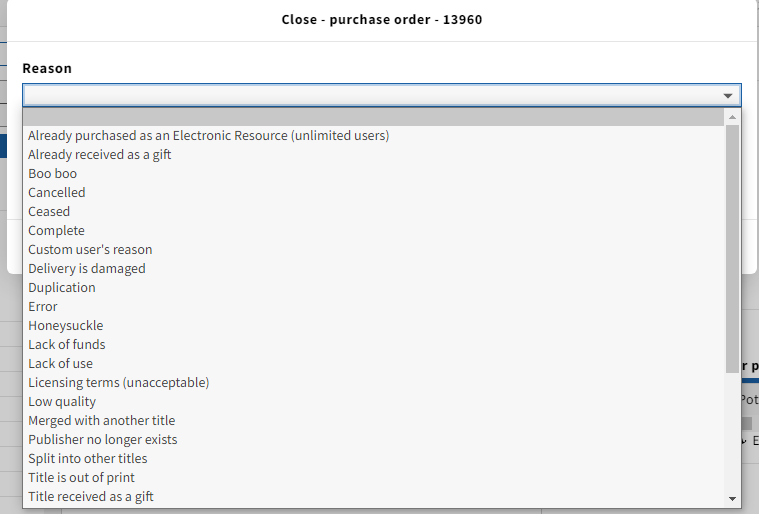 Close - purchase order - 13960
Reason
Already purchased as an Electronic Resource (unlimited users)
Already received as a gift
Boo boo
Cancelled
Ceased
Complete
Custom user's reason
Delivery is damaged
Duplication
Error
Honeysuckle
Lack of funds
Lack of use
Licensing terms (unacceptable)
Low quality
Merged with another title
Publisher no longer exists
Split into other titles
Title is out of print
Title received as a gift